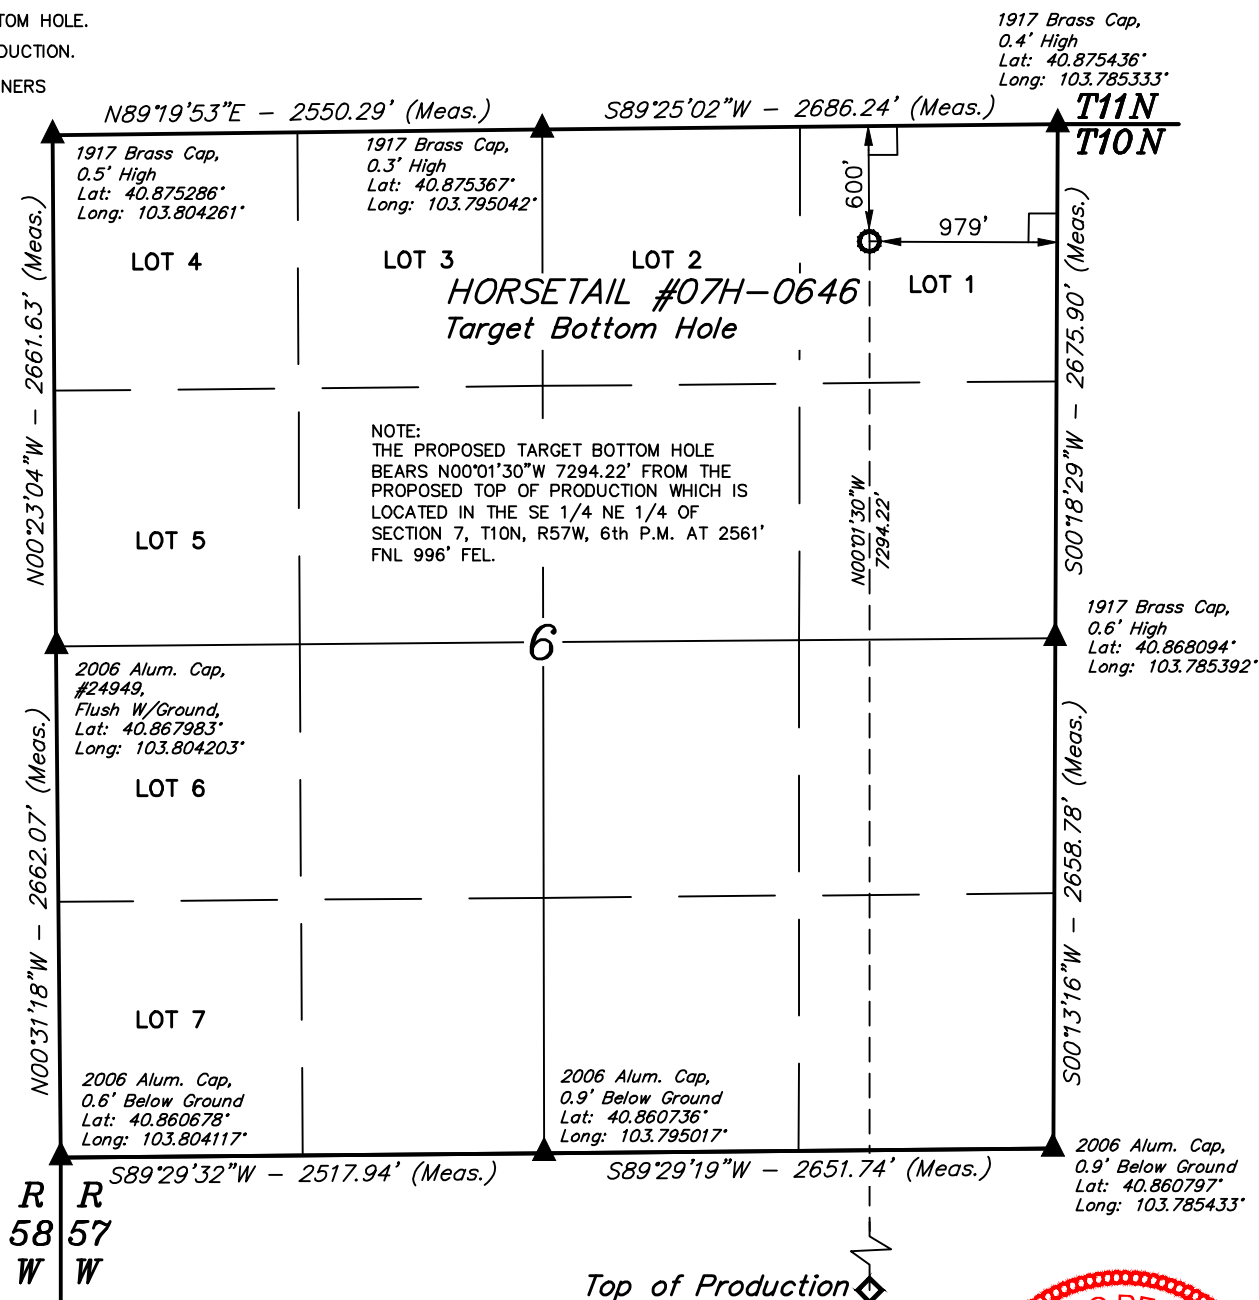 TOM HOLE.
DUCTION.
NERS
1917 Brass Cap,
0.4' High
Lat: 40.875436°
Long: 103.785333°
N89°19'53"E - 2550.29' (Meas.)
S89°25'02"W - 2686.24' (Meas.)
T11N
T10N
1917 Brass Cap,
0.5' High
Lat: 40.875286°
Long: 103.804261°
1917 Brass Cap,
0.3' High
Lat: 40.875367°
Long: 103.795042°
600'
979'
LOT 4
LOT 3
LOT 2
LOT 1
HORSETAIL #07H-0646
Target Bottom Hole
N00°23'04"W - 2661.63' (Meas.)
S00°18'29"W - 2675.90' (Meas.)
NOTE:
THE PROPOSED TARGET BOTTOM HOLE
BEARS N00°01'30"W 7294.22' FROM THE
PROPOSED TOP OF PRODUCTION WHICH IS
LOCATED IN THE SE 1/4 NE 1/4 OF
SECTION 7, T10N, R57W, 6th P.M. AT 2561'
FNL 996' FEL.
N00°01'30"W
7294.22'
LOT 5
6
1917 Brass Cap,
0.6' High
Lat: 40.868094°
Long: 103.785392°
2006 Alum. Cap,
#24949,
Flush W/Ground,
Lat: 40.867983°
Long: 103.804203°
LOT 6
N00°31'18"W - 2662.07' (Meas.)
S00°13'16"W - 2658.78' (Meas.)
LOT 7
2006 Alum. Cap,
0.6' Below Ground
Lat: 40.860678°
Long: 103.804117°
2006 Alum. Cap,
0.9' Below Ground
Lat: 40.860736°
Long: 103.795017°
2006 Alum. Cap,
0.9' Below Ground
Lat: 40.860797°
Long: 103.785433°
S89°29'32"W - 2517.94' (Meas.)
S89°29'19"W - 2651.74' (Meas.)
R R
58 57
W W
Top of Production